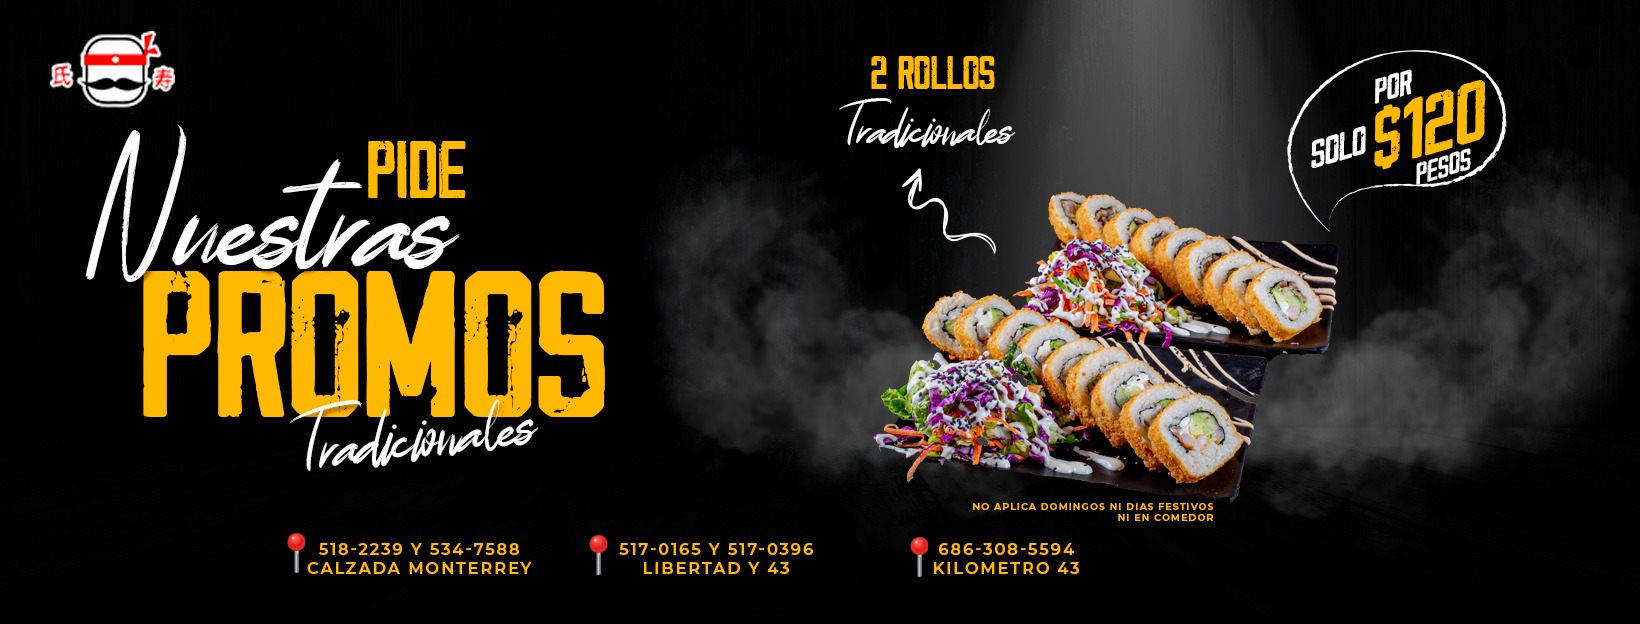 氏 寿
PIDE
Nuestras
PROMOS
Tradicionales
2 ROLLOS
Tradicionales
POR
SOLO $120
PESOS
NO APLICA DOMINGOS NI DIAS FESTIVOS
NI EN COMEDOR
518-2239 Y 534-7588
CALZADA MONTERREY
517-0165 Y 517-0396
LIBERTAD Y 43
686-308-5594
KILOMETRO 43